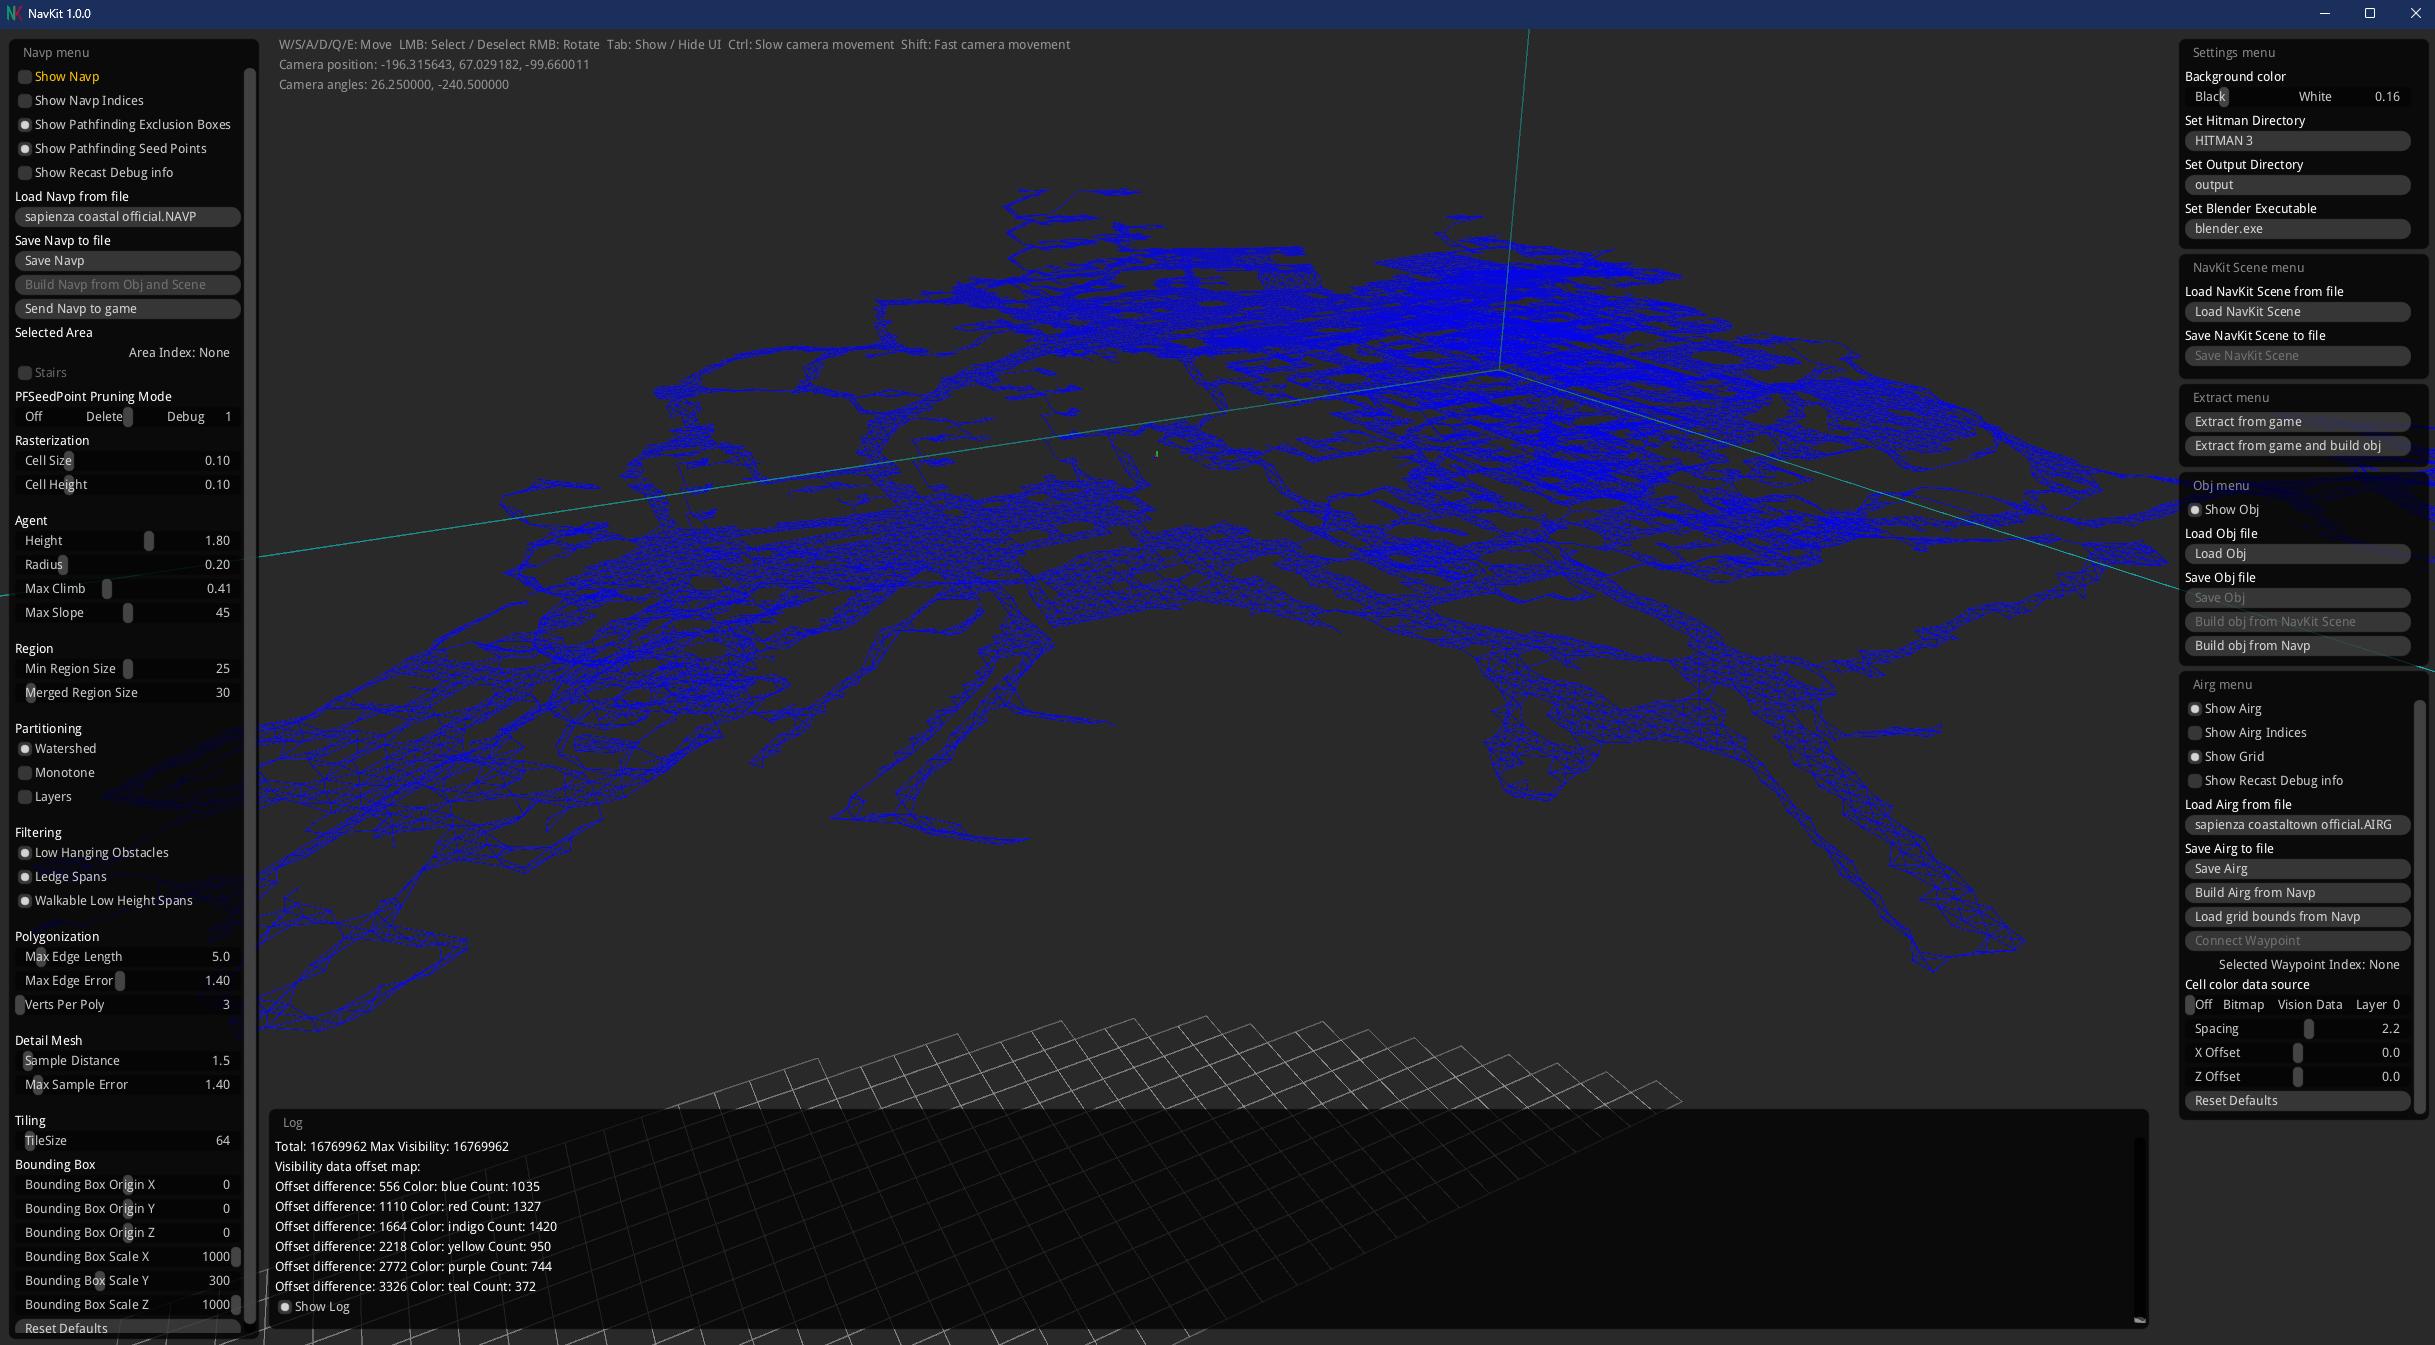 NavKit 1.0.0
Navp menu
Show Navp
Show Navp Indices
Show Pathfinding Exclusion Boxes
Show Pathfinding Seed Points
Show Recast Debug info
Load Navp from file
sapienza coastal official.NAVP
Save Navp to file
Save Navp
Build Navp from Obj and Scene
Send Navp to game
Selected Area
Area Index: None
Stairs
PFSeedPoint Pruning Mode
Off Delete Debug 1
Rasterization
Cell Size 0.10
Cell Height 0.10
Agent
Height 1.80
Radius 0.20
Max Climb 0.41
Max Slope 45
Region
Min Region Size 25
Merged Region Size 30
Partitioning
Watershed
Monotone
Layers
Filtering
Low Hanging Obstacles
Ledge Spans
Walkable Low Height Spans
Polygonization
Max Edge Length 5.0
Max Edge Error 1.40
Verts Per Poly 3
Detail Mesh
Sample Distance 1.5
Max Sample Error 1.40
Tiling
TileSize 64
Bounding Box
Bounding Box Origin X 0
Bounding Box Origin Y 0
Bounding Box Origin Z 0
Bounding Box Scale X 1000
Bounding Box Scale Y 300
Bounding Box Scale Z 1000
Reset Defaults
W/S/A/D/Q/E: Move LMB: Select / Deselect RMB: Rotate Tab: Show / Hide UI Ctrl: Slow camera movement Shift: Fast camera movement
Camera position: -196.315643, 67.029182, -99.660011
Camera angles: 26.250000, -240.500000
Log
Total: 16769962 Max Visibility: 16769962
Visibility data offset map:
Offset difference: 556 Color: blue Count: 1035
Offset difference: 1110 Color: red Count: 1327
Offset difference: 1664 Color: indigo Count: 1420
Offset difference: 2218 Color: yellow Count: 950
Offset difference: 2772 Color: purple Count: 744
Offset difference: 3326 Color: teal Count: 372
Show Log
Settings menu
Background color
Black White 0.16
Set Hitman Directory
HITMAN 3
Set Output Directory
output
Set Blender Executable
blender.exe
NavKit Scene menu
Load NavKit Scene from file
Load NavKit Scene
Save NavKit Scene to file
Save NavKit Scene
Extract menu
Extract from game
Extract from game and build obj
Obj menu
Show Obj
Load Obj file
Load Obj
Save Obj file
Save Obj
Build obj from NavKit Scene
Build obj from Navp
Airg menu
Show Airg
Show Airg Indices
Show Grid
Show Recast Debug info
Load Airg from file
sapienza coastaltown official.AIRG
Save Airg to file
Save Airg
Build Airg from Navp
Load grid bounds from Navp
Connect Waypoint
Selected Waypoint Index: None
Cell color data source
Off Bitmap Vision Data Layer 0
Spacing 2.2
X Offset 0.0
Z Offset 0.0
Reset Defaults